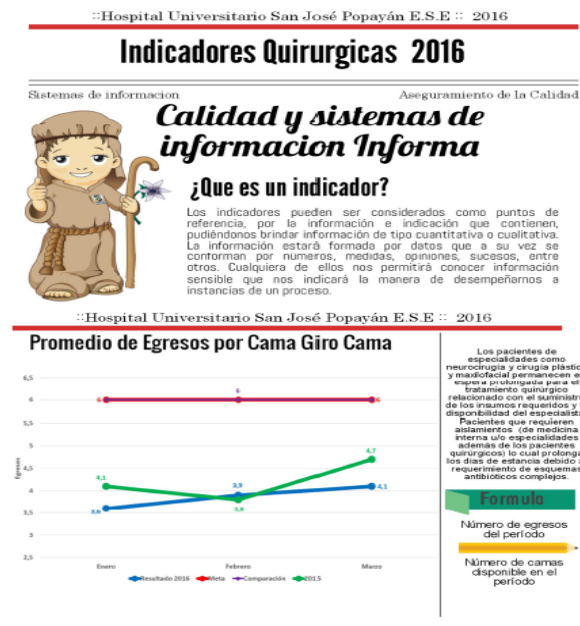 ::Hospital Universitario San José Popayán E.S.E :: 2016
Indicadores Quirurgicas 2016
Sistemas de informacion
Aseguramiento de la Calidad
Calidad y sistemas de
informacion Informa
¿Que es un indicador?
Los indicadores pueden ser considerados como puntos de
referencia, por la información e indicación que contienen,
pudiéndonos brindar información de tipo cuantitativa o cualitativa.
La información estará formada por datos que a su vez se
conforman por números, medidas, opiniones, sucesos, entre
otros. Cualquiera de ellos nos permitirá conocer información
sensible que nos indicará la manera de desempeñarnos a
instancias de un proceso.
::Hospital Universitario San José Popayán E.S.E :: 2016
Promedio de Egresos por Cama Giro Cama
6,5
6
5,5
5
4,5
4
3,5
3
2,5
Egresos
6
6
6
4,1
3,9
4,7
3,6
3,8
4,1
Enero
Febrero
Marzo
Resultado 2016
Meta
Comparación
2015
Los pacientes de
especialidades como
neurocirugía y cirugía plástic
y maxilofacial permanecen e
espera prolongada para el
tratamiento quirúrgico
relacionado con el suministr
de los insumos requeridos y
disponibilidad del especialist
Pacientes que requieren
aislamientos (de medicina
interna u/o especialidades
además de los pacientes
quirúrgicos) lo cual prolonga
los días de estancia debido
requerimiento de esquemas
antibióticos complejos.
Formula
Número de egresos
del período
Número de camas
disponible en el
período